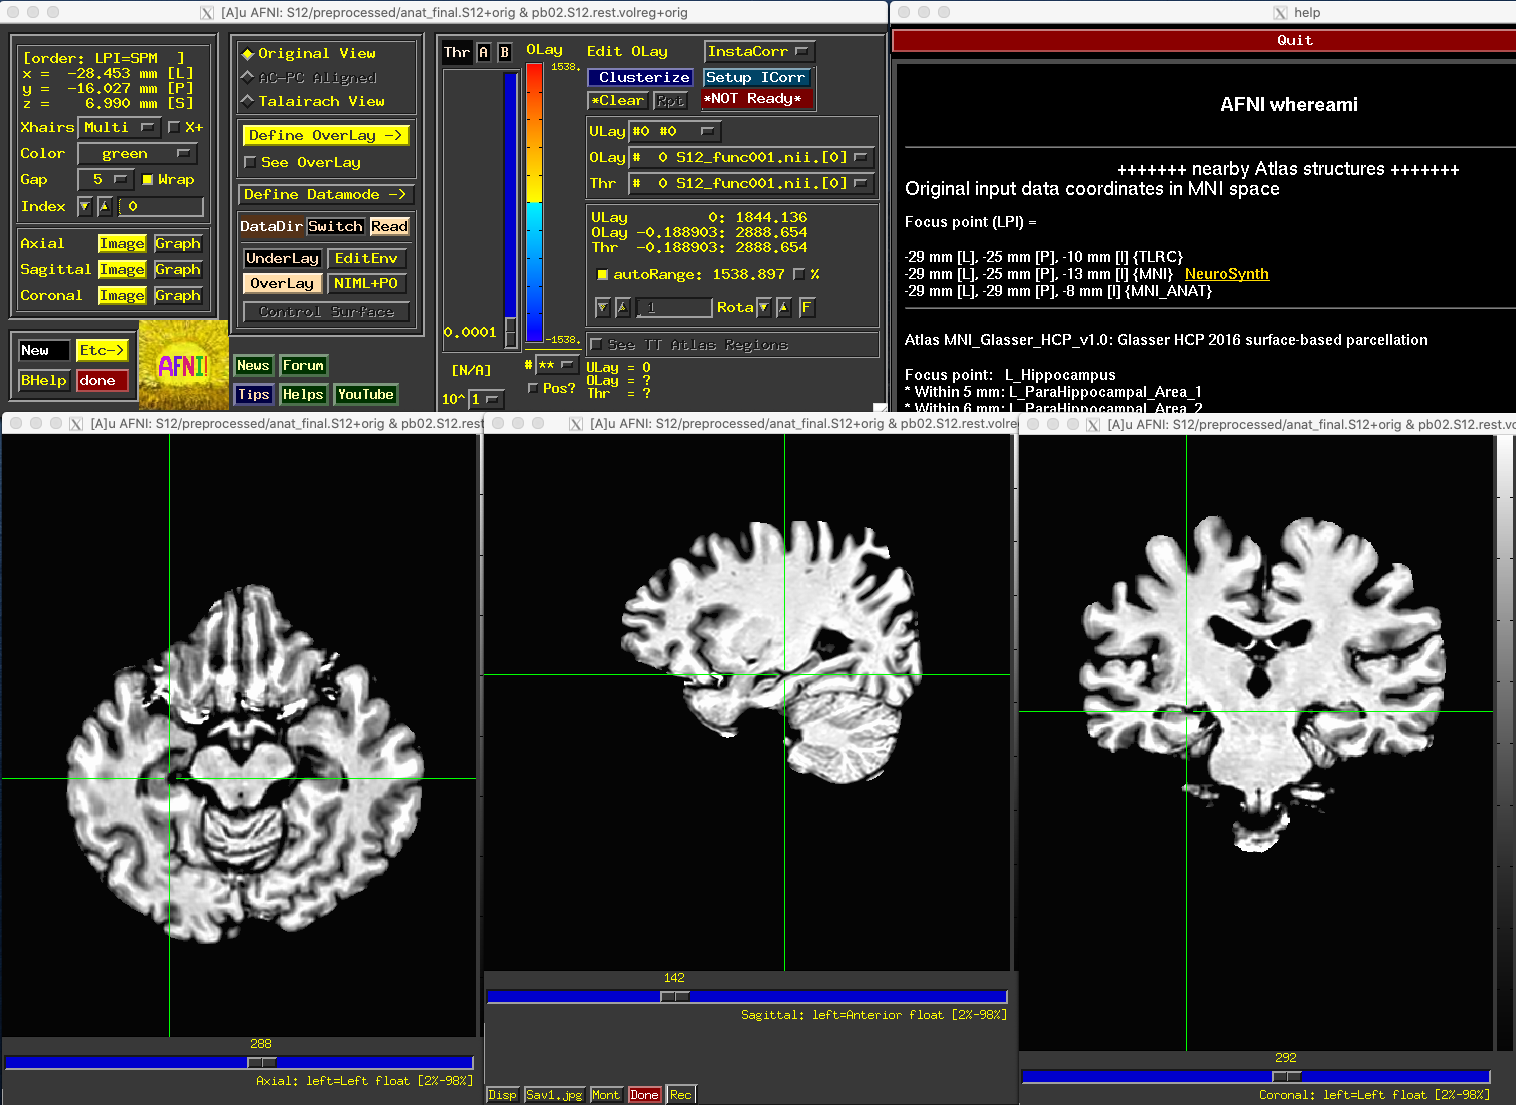 [A]u AFNI: S12/preprocessed/anat_final.S12+orig & pb02.S12.rest.volreg+orig
[order: LPI=SPM ]
x = -28.453 mm [L]
y = -16.027 mm [P]
z = 6.990 mm [S]
Xhairs Multi X+
Color green
Gap 5 Wrap
Index 0
Axial Image Graph
Sagittal Image Graph
Coronal Image Graph
New Etc->
BHelp done
AFNI!
Original View
AC-PC Aligned
Talairach View
Define OverLay ->
See OverLay
Define Datamode ->
DataDir Switch Read
UnderLay EditEnv
OverLay NIML+PO
Control Surface
News Forum
Tips Helps YouTube
Thr A B
0.0001
[N/A]
10^ 1
OLay
1538.
-1538.
# **
Pos?
Edit OLay InstaCorr
Clusterize Setup ICorr
*Clear Rpt *NOT Ready*
ULay #0 #0
OLay # 0 S12_func001.nii.[0]
Thr # 0 S12_func001.nii.[0]
ULay 0: 1844.136
OLay -0.188903: 2888.654
Thr -0.188903: 2888.654
autoRange: 1538.897 %
1 Rota F
See TT Atlas Regions
ULay = 0
OLay = ?
Thr = ?
help
Quit
AFNI whereami
+++++++ nearby Atlas structures +++++++
Original input data coordinates in MNI space
Focus point (LPI) =
-29 mm [L], -25 mm [P], -10 mm [I] {TLRC}
-29 mm [L], -25 mm [P], -13 mm [I] {MNI} NeuroSynth
-29 mm [L], -29 mm [P], -8 mm [I] {MNI_ANAT}
Atlas MNI_Glasser_HCP_v1.0: Glasser HCP 2016 surface-based parcellation
Focus point: L_Hippocampus
* Within 5 mm: L_ParaHippocampal_Area_1
* Within 6 mm: L_ParaHippocampal_Area_2
[A]u AFNI: S12/preprocessed/anat_final.S12+orig & pb02.S12.rest
288
Axial: left=Left float [2%-98%]
[A]u AFNI: S12/preprocessed/anat_final.S12+orig & pb02.S12.rest.volre
142
Sagittal: left=Anterior float [2%-98%]
Disp Sav1.jpg Mont Done Rec
[A]u AFNI: S12/preprocessed/anat_final.S12+orig & pb02.S12.rest.vo
292
Coronal: left=Left float [2%-98%]